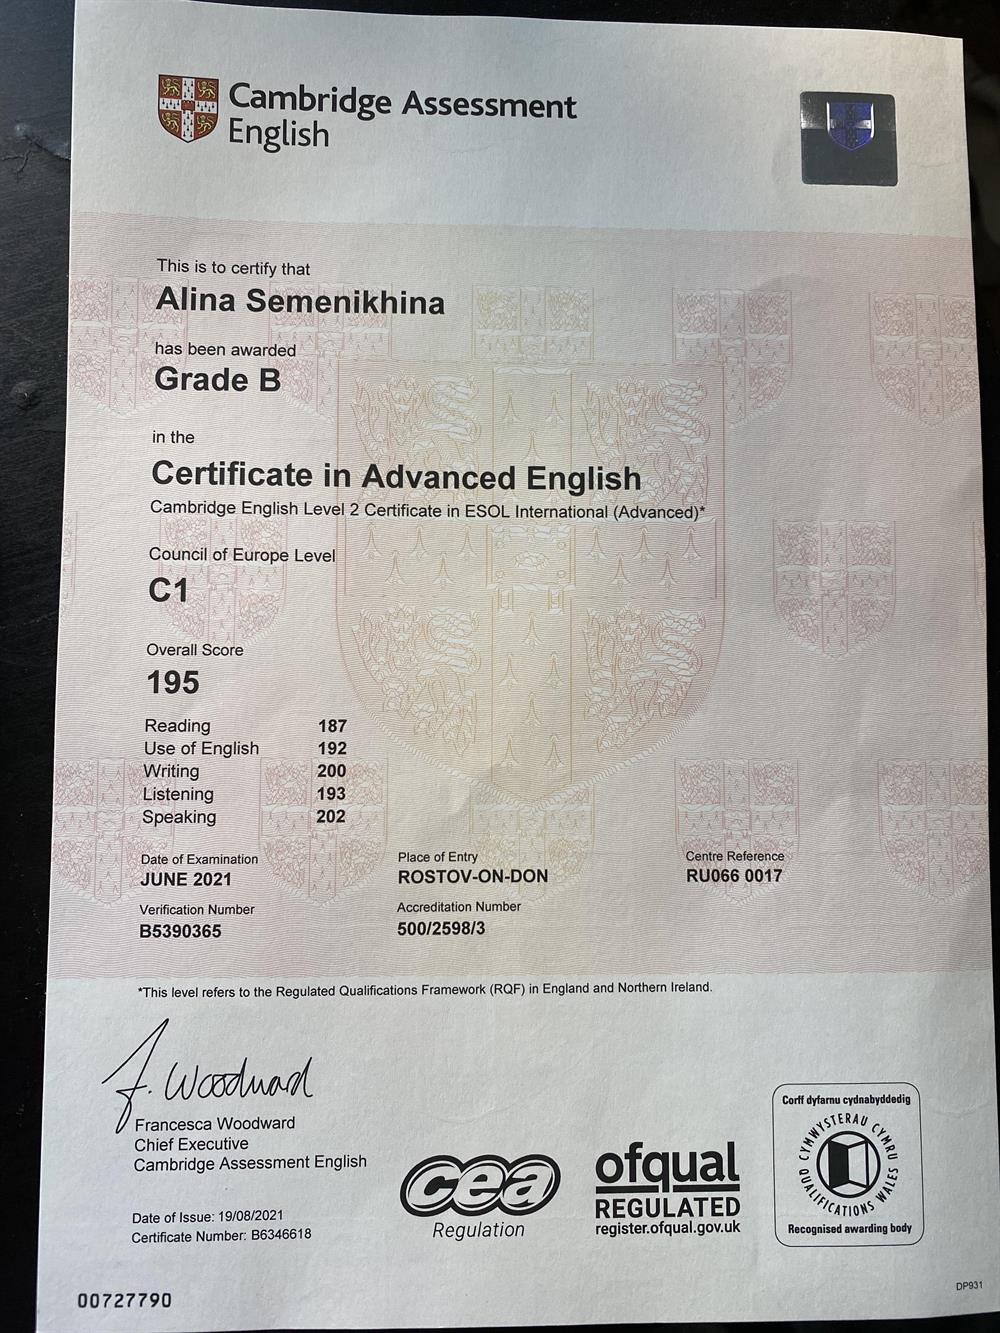 Cambridge Assessment
English
This is to certify that
Alina Semenikhina
has been awarded
Grade B
in the
Certificate in Advanced English
Cambridge English Level 2 Certificate in ESOL International (Advanced)*
Council of Europe Level
C1
Overall Score
195
Reading 187
Use of English 192
Writing 200
Listening 193
Speaking 202
Date of Examination Place of Entry Centre Reference
JUNE 2021 ROSTOV-ON-DON RU066 0017
Verification Number Accreditation Number
B5390365 500/2598/3
*This level refers to the Regulated Qualifications Framework (RQF) in England and Northern Ireland.
F. Woodward
Francesca Woodward
Chief Executive
Cambridge Assessment English
Date of Issue: 19/08/2021
Certificate Number: B6346618
cea
Regulation
ofqual
REGULATED
register.ofqual.gov.uk
Corff dyfarnu cydnabyddedig
CYMWYSTERAU CYMRU
QUALIFICATIONS WALES
Recognised awarding body
00727790
DP931